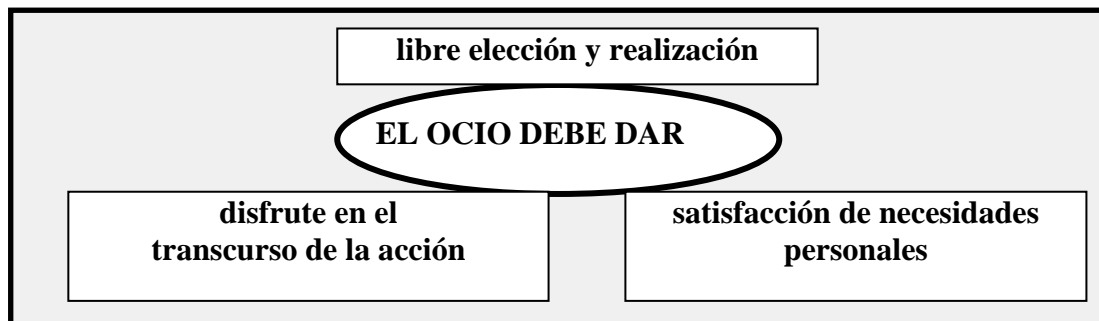 libre elección y realización
EL OCIO DEBE DAR
disfrute en el
transcurso de la acción
satisfacción de necesidades
personales